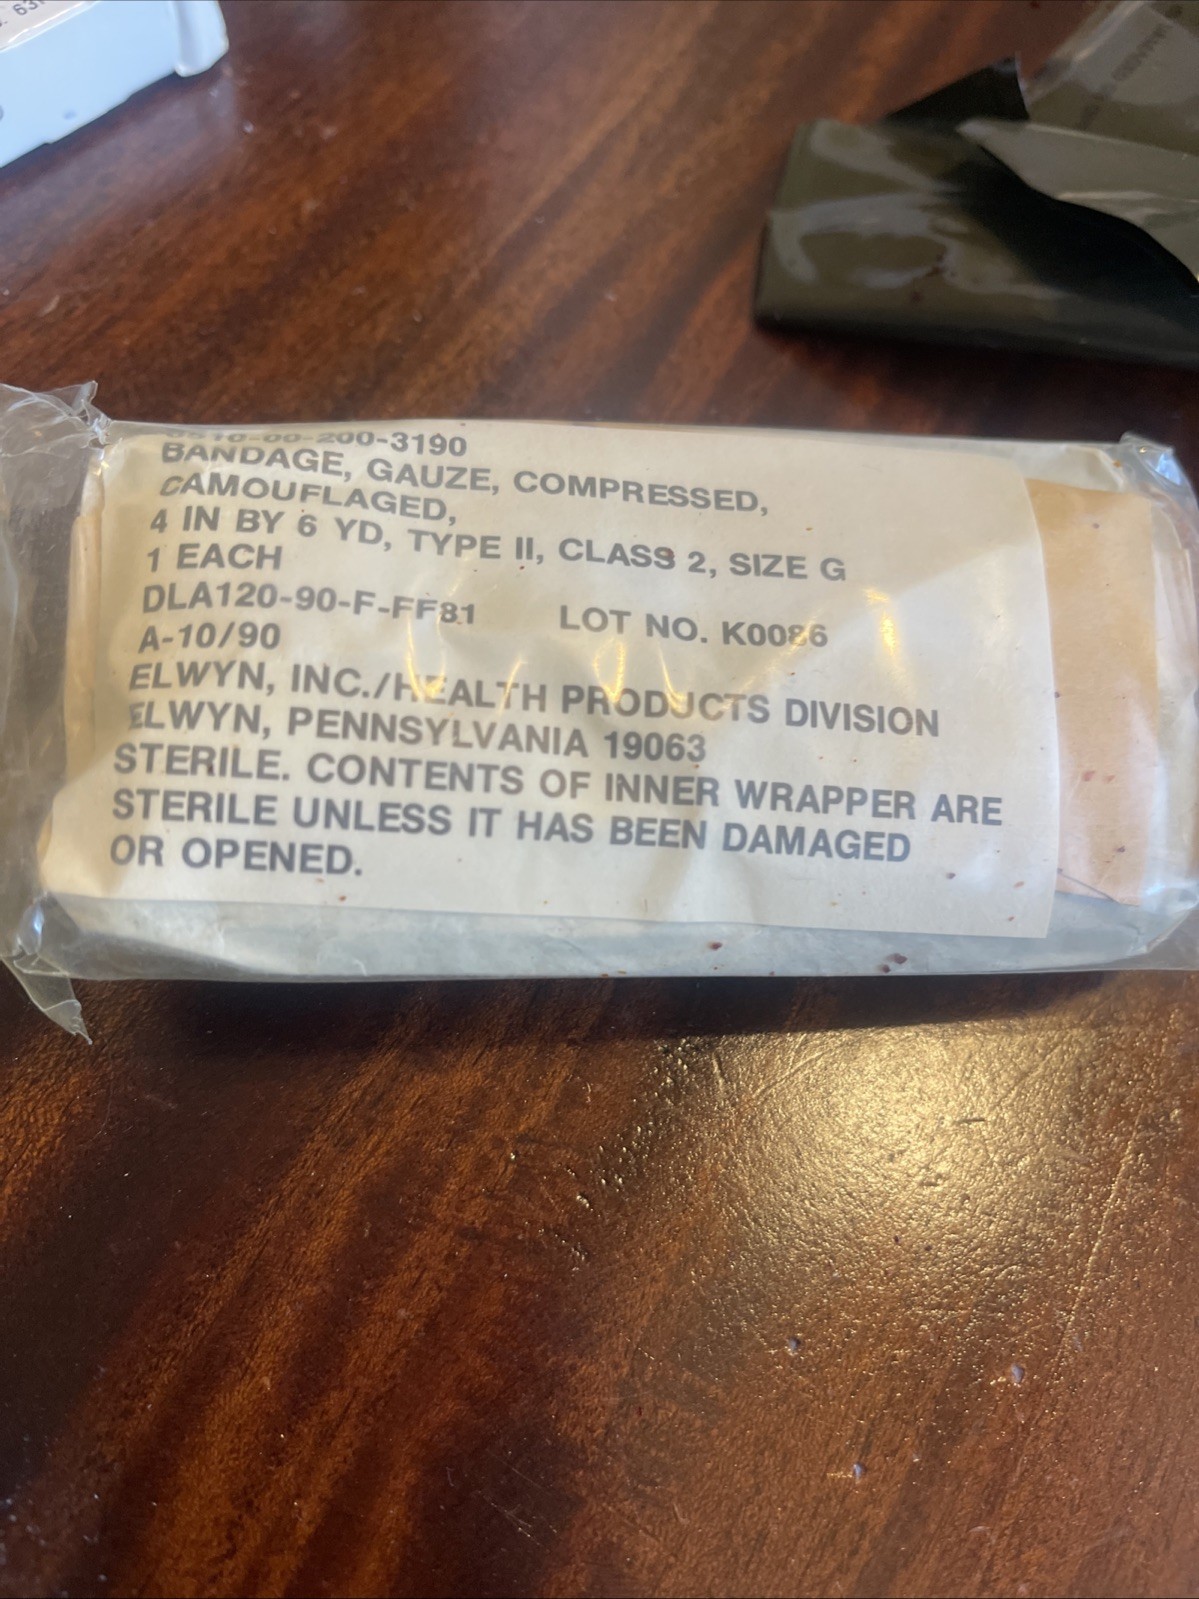 -200-3190
BANDAGE, GAUZE, COMPRESSED,
CAMOUFLAGED,
4 IN BY 6 YD, TYPE II, CLASS 2, SIZE G
1 EACH
DLA120-90-F-FF81 LOT NO. K0086
A-10/90
ELWYN, INC./HEALTH PRODUCTS DIVISION
ELWYN, PENNSYLVANIA 19063
STERILE. CONTENTS OF INNER WRAPPER ARE
STERILE UNLESS IT HAS BEEN DAMAGED
OR OPENED.